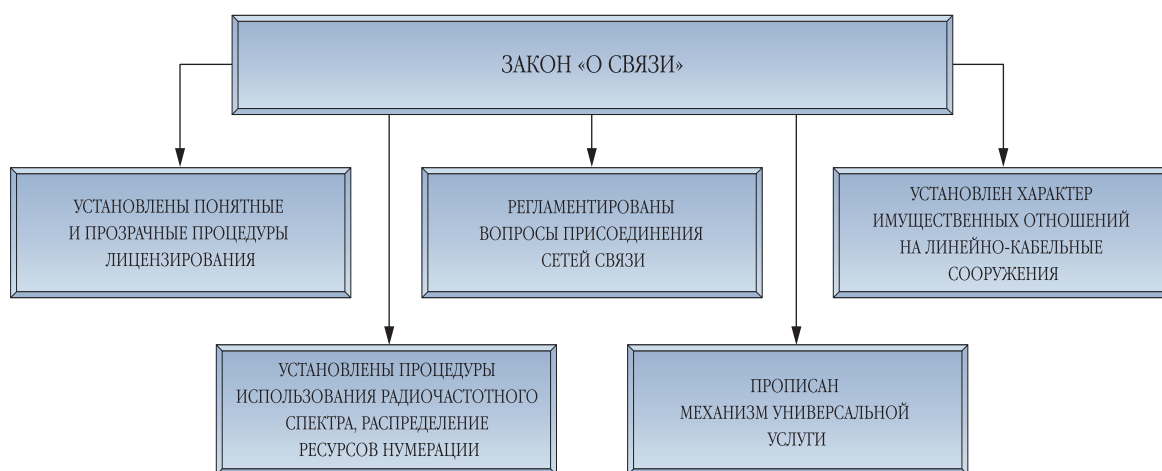 ЗАКОН «О СВЯЗИ»
УСТАНОВЛЕНЫ ПОНЯТНЫЕ
И ПРОЗРАЧНЫЕ ПРОЦЕДУРЫ
ЛИЦЕНЗИРОВАНИЯ
РЕГЛАМЕНТИРОВАНЫ
ВОПРОСЫ ПРИСОЕДИНЕНИЯ
СЕТЕЙ СВЯЗИ
УСТАНОВЛЕН ХАРАКТЕР
ИМУЩЕСТВЕННЫХ ОТНОШЕНИЙ
НА ЛИНЕЙНО-КАБЕЛЬНЫЕ
СООРУЖЕНИЯ
УСТАНОВЛЕНЫ ПРОЦЕДУРЫ
ИСПОЛЬЗОВАНИЯ РАДИОЧАСТОТНОГО
СПЕКТРА, РАСПРЕДЕЛЕНИЕ
РЕСУРСОВ НУМЕРАЦИИ
ПРОПИСАН
МЕХАНИЗМ УНИВЕРСАЛЬНОЙ
УСЛУГИ